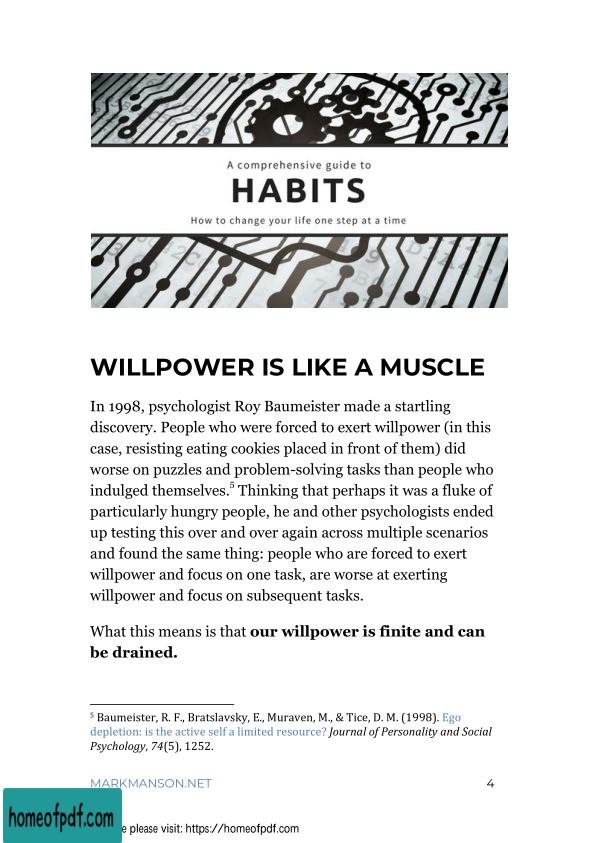 A comprehensive guide to
HABITS
How to change your life one step at a time
WILLPOWER IS LIKE A MUSCLE
In 1998, psychologist Roy Baumeister made a startling
discovery. People who were forced to exert willpower (in this
case, resisting eating cookies placed in front of them) did
worse on puzzles and problem-solving tasks than people who
indulged themselves.5 Thinking that perhaps it was a fluke of
particularly hungry people, he and other psychologists ended
up testing this over and over again across multiple scenarios
and found the same thing: people who are forced to exert
willpower and focus on one task, are worse at exerting
willpower and focus on subsequent tasks.
What this means is that our willpower is finite and can
be drained.
5 Baumeister, R. F., Bratslavsky, E., Muraven, M., & Tice, D. M. (1998). Ego
depletion: is the active self a limited resource? Journal of Personality and Social
Psychology, 74(5), 1252.
MARKMANSON.NET 4
homeofpdf.com
e please visit: https://homeofpdf.com